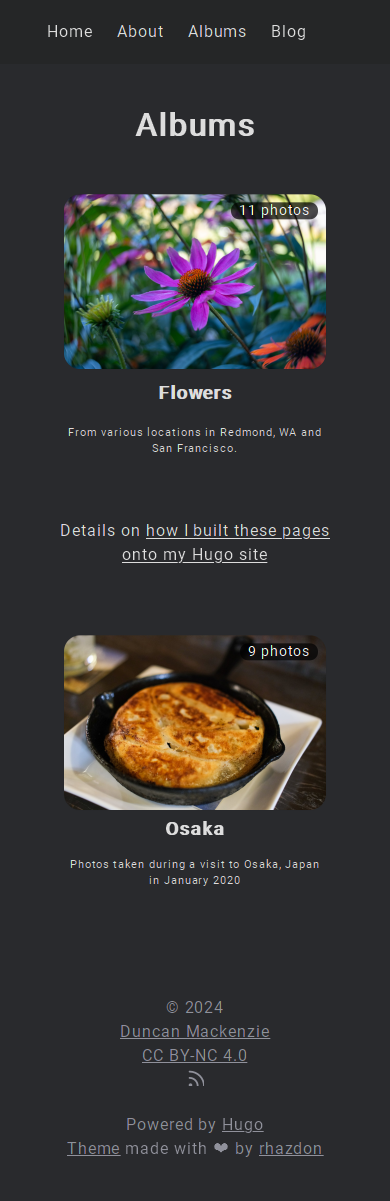 Home About Albums Blog
Albums
11 photos
Flowers
From various locations in Redmond, WA and
San Francisco.
Details on how I built these pages
onto my Hugo site
9 photos
Osaka
Photos taken during a visit to Osaka, Japan
in January 2020
© 2024
Duncan Mackenzie
CC BY-NC 4.0
Powered by Hugo
Theme made with ❤ by rhazdon